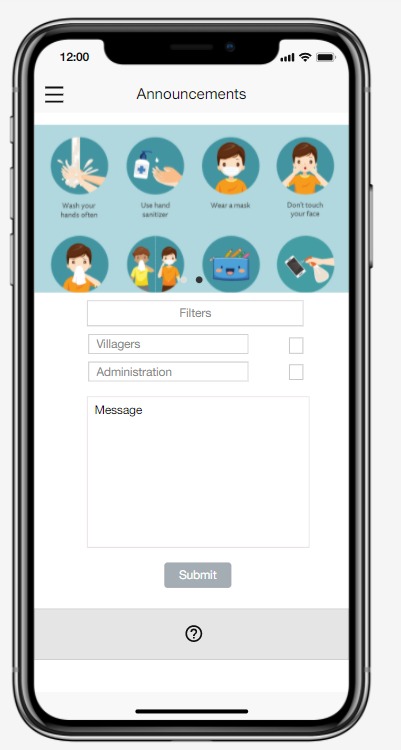 12:00
Announcements
Wash your
hands often
Use hand
sanitizer
Wear a mask
Don't touch
your face
Filters
Villagers
Administration
Message
Submit
?